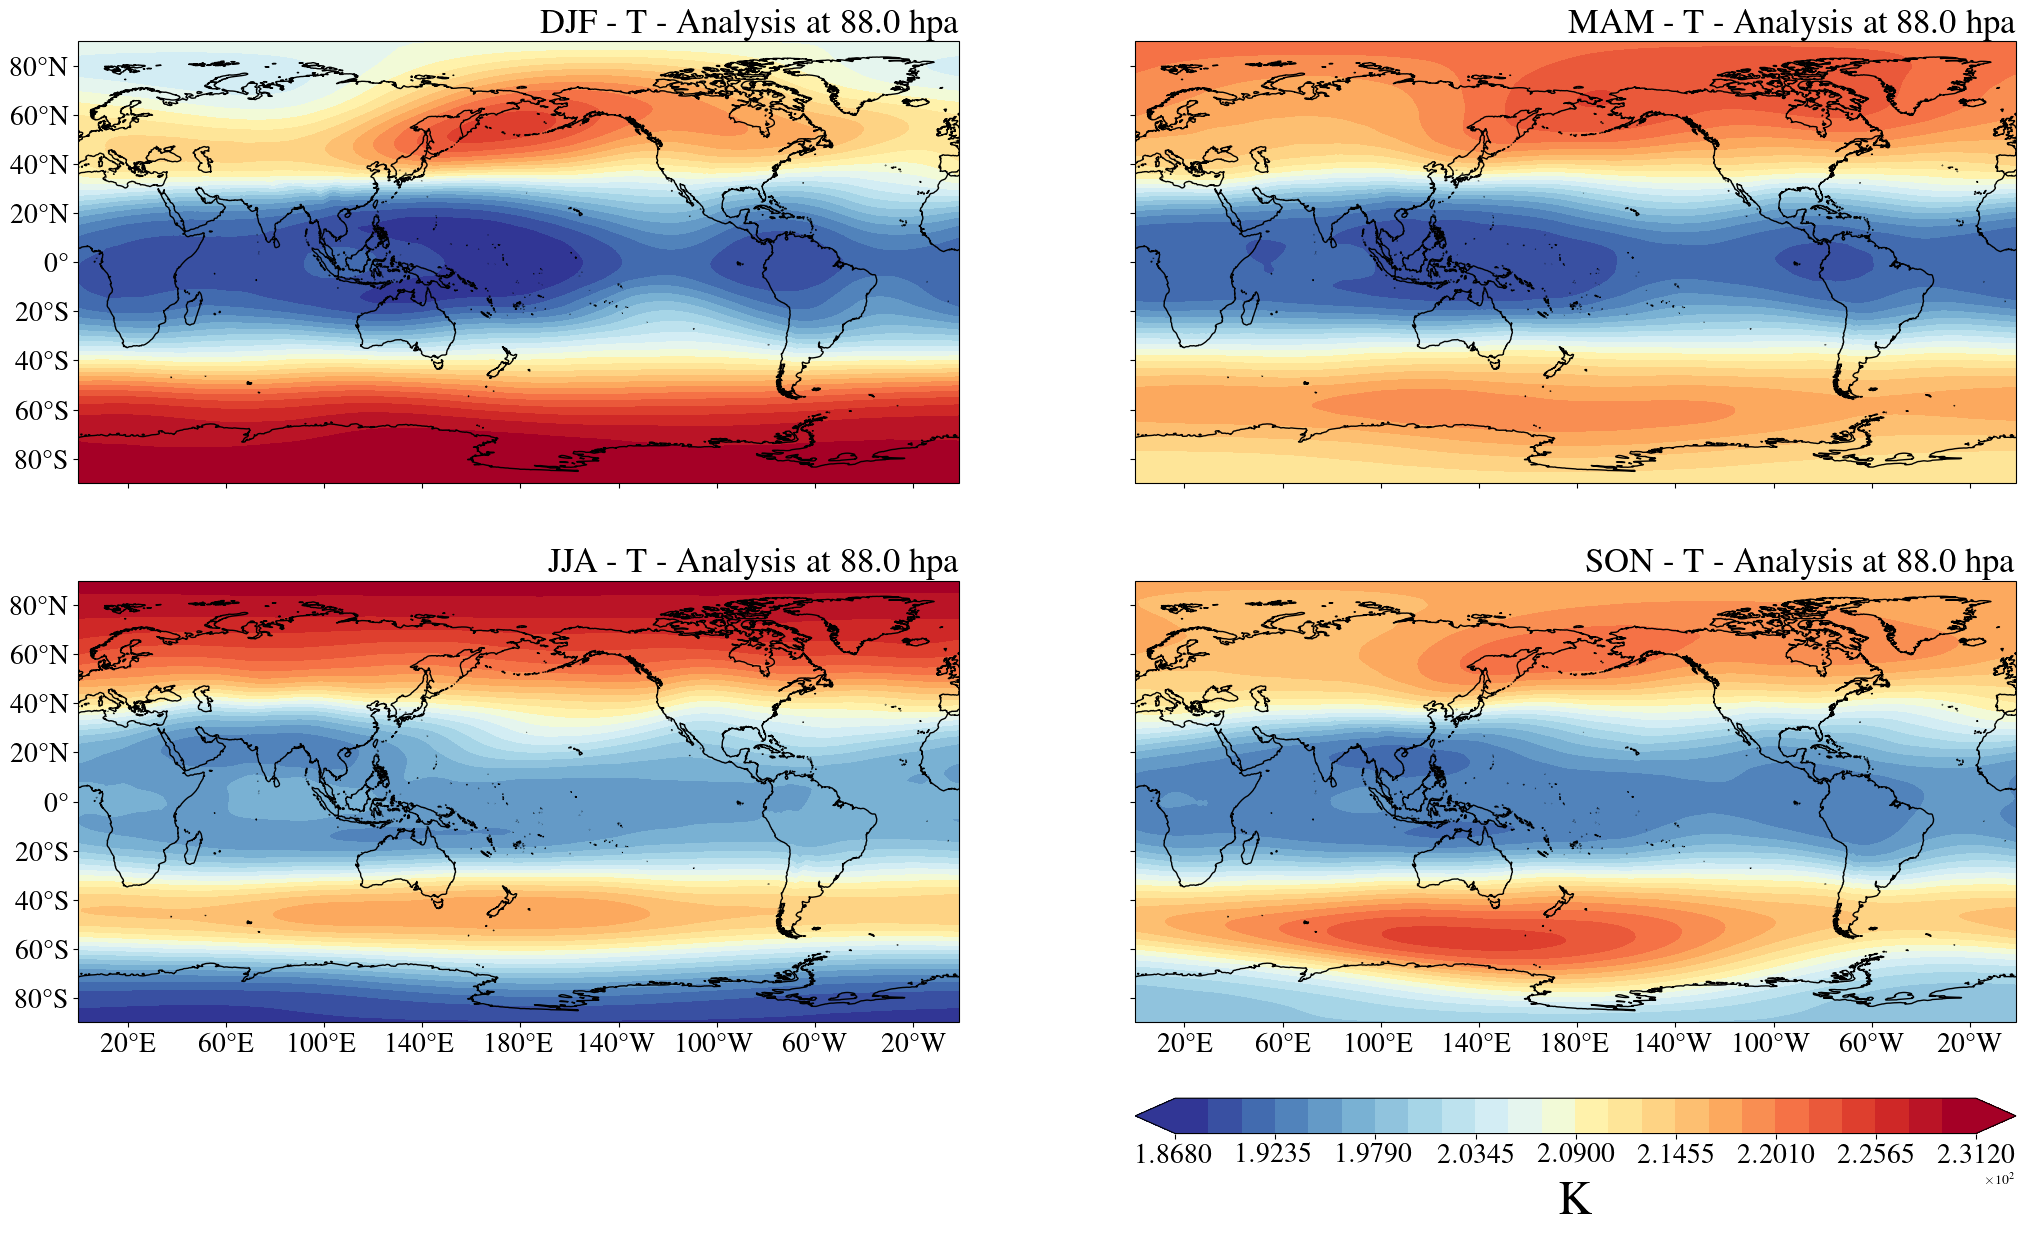 DJF - T - Analysis at 88.0 hpa
MAM - T - Analysis at 88.0 hpa
80°N
60°N
40°N
20°N
0°
20°S
40°S
60°S
80°S
JJA - T - Analysis at 88.0 hpa
SON - T - Analysis at 88.0 hpa
80°N
60°N
40°N
20°N
0°
20°S
40°S
60°S
80°S
20°E 60°E 100°E 140°E 180°E 140°W 100°W 60°W 20°W
20°E 60°E 100°E 140°E 180°E 140°W 100°W 60°W 20°W
1.8680 1.9235 1.9790 2.0345 2.0900 2.1455 2.2010 2.2565 2.3120
×10²
K